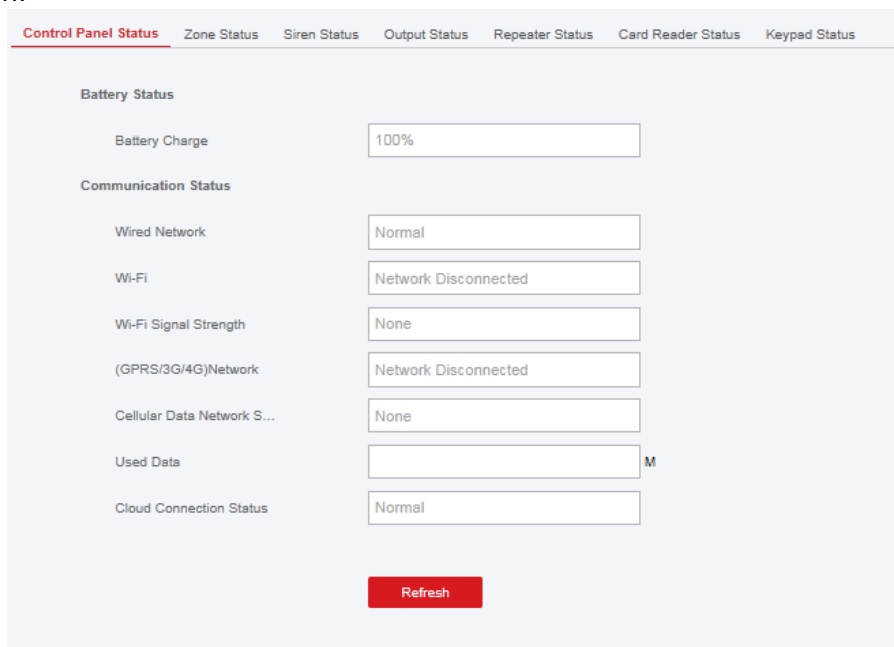 Control Panel Status Zone Status Siren Status Output Status Repeater Status Card Reader Status Keypad Status
Battery Status
Battery Charge 100%
Communication Status
Wired Network Normal
Wi-Fi Network Disconnected
Wi-Fi Signal Strength None
(GPRS/3G/4G)Network Network Disconnected
Cellular Data Network S... None
Used Data M
Cloud Connection Status Normal
Refresh